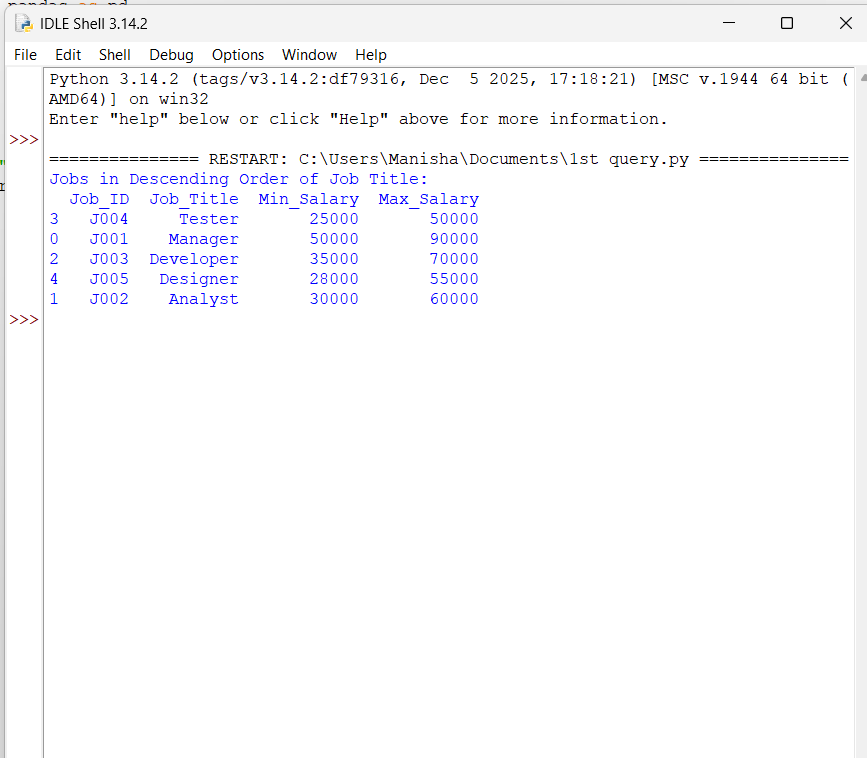 pandas as pd
IDLE Shell 3.14.2
File Edit Shell Debug Options Window Help
Python 3.14.2 (tags/v3.14.2:df79316, Dec  5 2025, 17:18:21) [MSC v.1944 64 bit (
AMD64)] on win32
Enter "help" below or click "Help" above for more information.
>>>
=============== RESTART: C:\Users\Manisha\Documents\1st query.py ===============
Jobs in Descending Order of Job Title:
  Job_ID  Job_Title  Min_Salary  Max_Salary
3   J004     Tester       25000       50000
0   J001    Manager       50000       90000
2   J003  Developer       35000       70000
4   J005   Designer       28000       55000
1   J002    Analyst       30000       60000
>>>